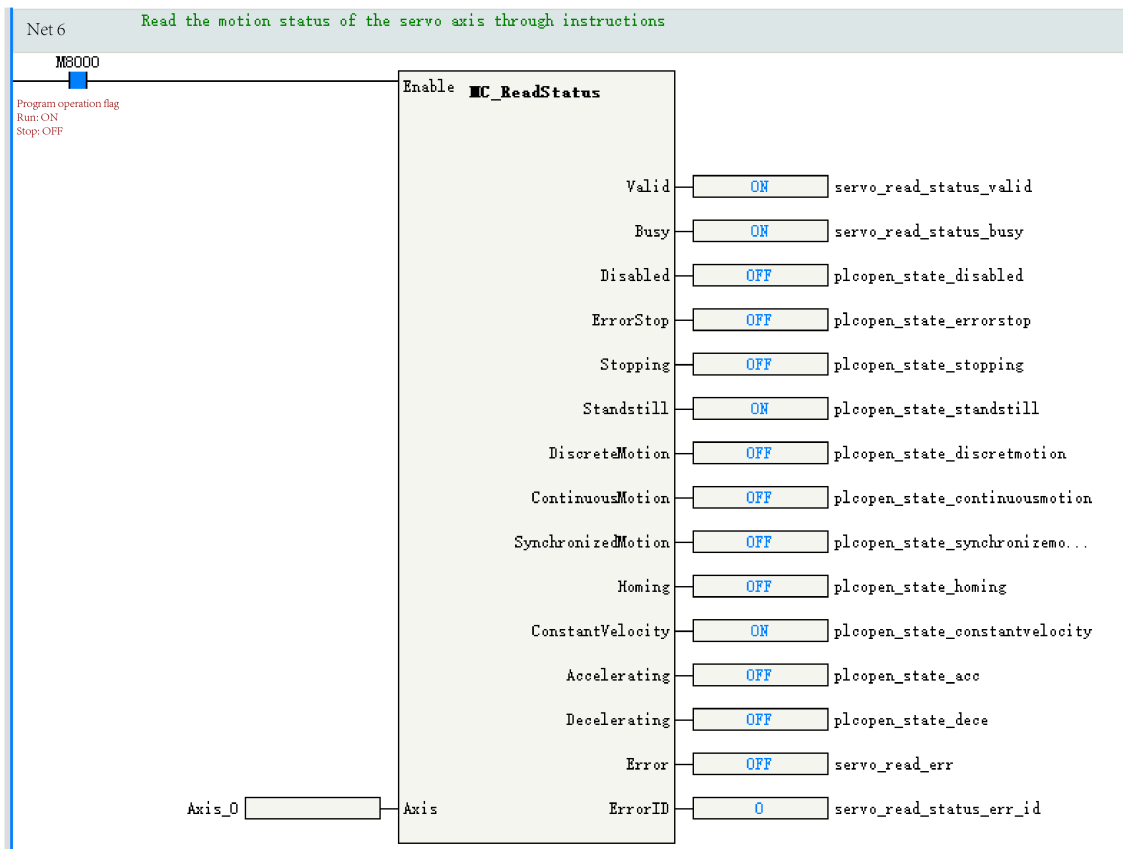 Net 6
Read the motion status of the servo axis through instructions
M8000
Program operation flag
Run: ON
Stop: OFF
Enable
MC_ReadStatus
Valid ON servo_read_status_valid
Busy ON servo_read_status_busy
Disabled OFF plcopen_state_disabled
ErrorStop OFF plcopen_state_errorstop
Stopping OFF plcopen_state_stopping
Standstill ON plcopen_state_standstill
DiscreteMotion OFF plcopen_state_discretmotion
ContinuousMotion OFF plcopen_state_continuousmotion
SynchronizedMotion OFF plcopen_state_synchronizemo...
Homing OFF plcopen_state_homing
ConstantVelocity ON plcopen_state_constantvelocity
Accelerating OFF plcopen_state_acc
Decelerating OFF plcopen_state_dece
Error OFF servo_read_err
Axis_0 Axis ErrorID 0 servo_read_status_err_id